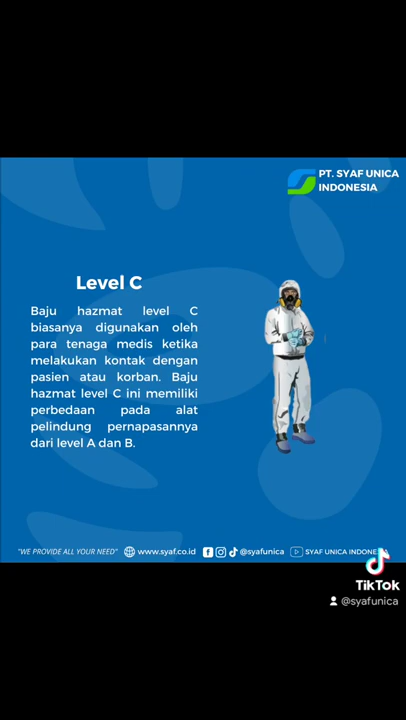 PT. SYAF UNICA
INDONESIA
Level C
Baju hazmat level C
biasanya digunakan oleh
para tenaga medis ketika
melakukan kontak dengan
pasien atau korban. Baju
hazmat level C ini memiliki
perbedaan pada alat
pelindung pernapasannya
dari level A dan B.
"WE PROVIDE ALL YOUR NEED" www.syaf.co.id @syafunica SYAF UNICA INDONESIA
TikTok
@syafunica